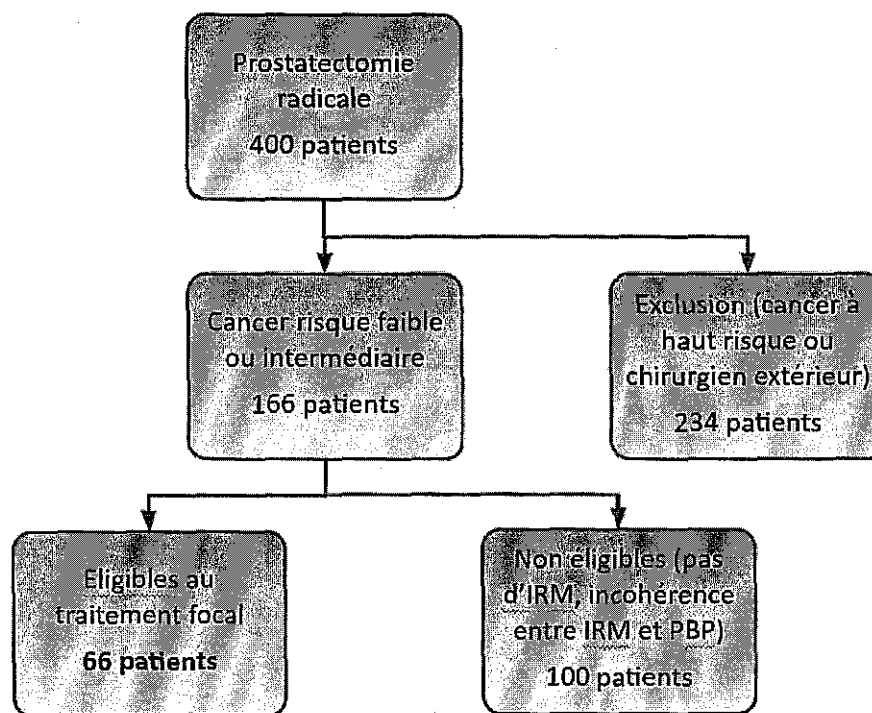 Prostatectomie
radicale
400 patients
Cancer risque faible
ou intermédiaire
166 patients
Exclusion (cancer à
haut risque ou
chirurgien extérieur)
234 patients
Eligibles au
traitement focal
66 patients
Non éligibles (pas
d'IRM, incohérence
entre IRM et PBP)
100 patients